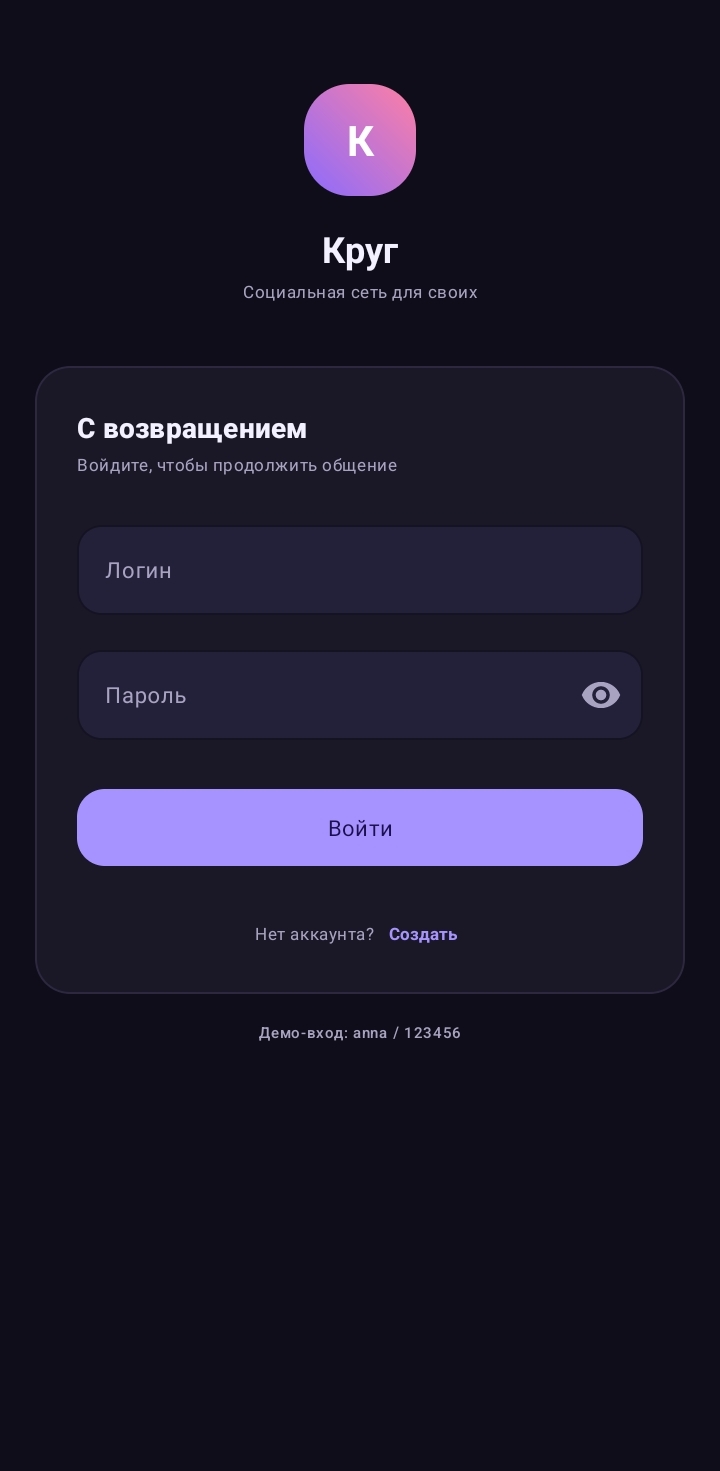 К
Круг
Социальная сеть для своих
С возвращением
Войдите, чтобы продолжить общение
Логин
Пароль
Войти
Нет аккаунта? Создать
Демо-вход: anna / 123456